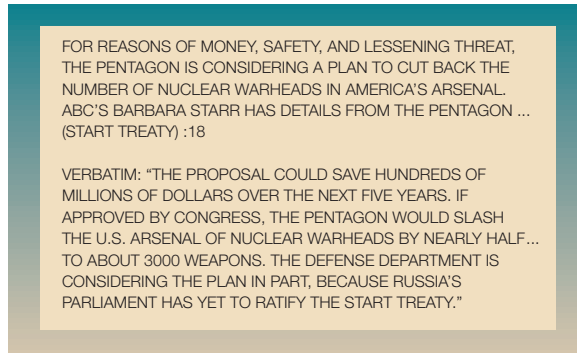 FOR REASONS OF MONEY, SAFETY, AND LESSENING THREAT,
THE PENTAGON IS CONSIDERING A PLAN TO CUT BACK THE
NUMBER OF NUCLEAR WARHEADS IN AMERICA’S ARSENAL.
ABC’S BARBARA STARR HAS DETAILS FROM THE PENTAGON ...
(START TREATY) :18
VERBATIM: “THE PROPOSAL COULD SAVE HUNDREDS OF
MILLIONS OF DOLLARS OVER THE NEXT FIVE YEARS. IF
APPROVED BY CONGRESS, THE PENTAGON WOULD SLASH
THE U.S. ARSENAL OF NUCLEAR WARHEADS BY NEARLY HALF...
TO ABOUT 3000 WEAPONS. THE DEFENSE DEPARTMENT IS
CONSIDERING THE PLAN IN PART, BECAUSE RUSSIA’S
PARLIAMENT HAS YET TO RATIFY THE START TREATY.”